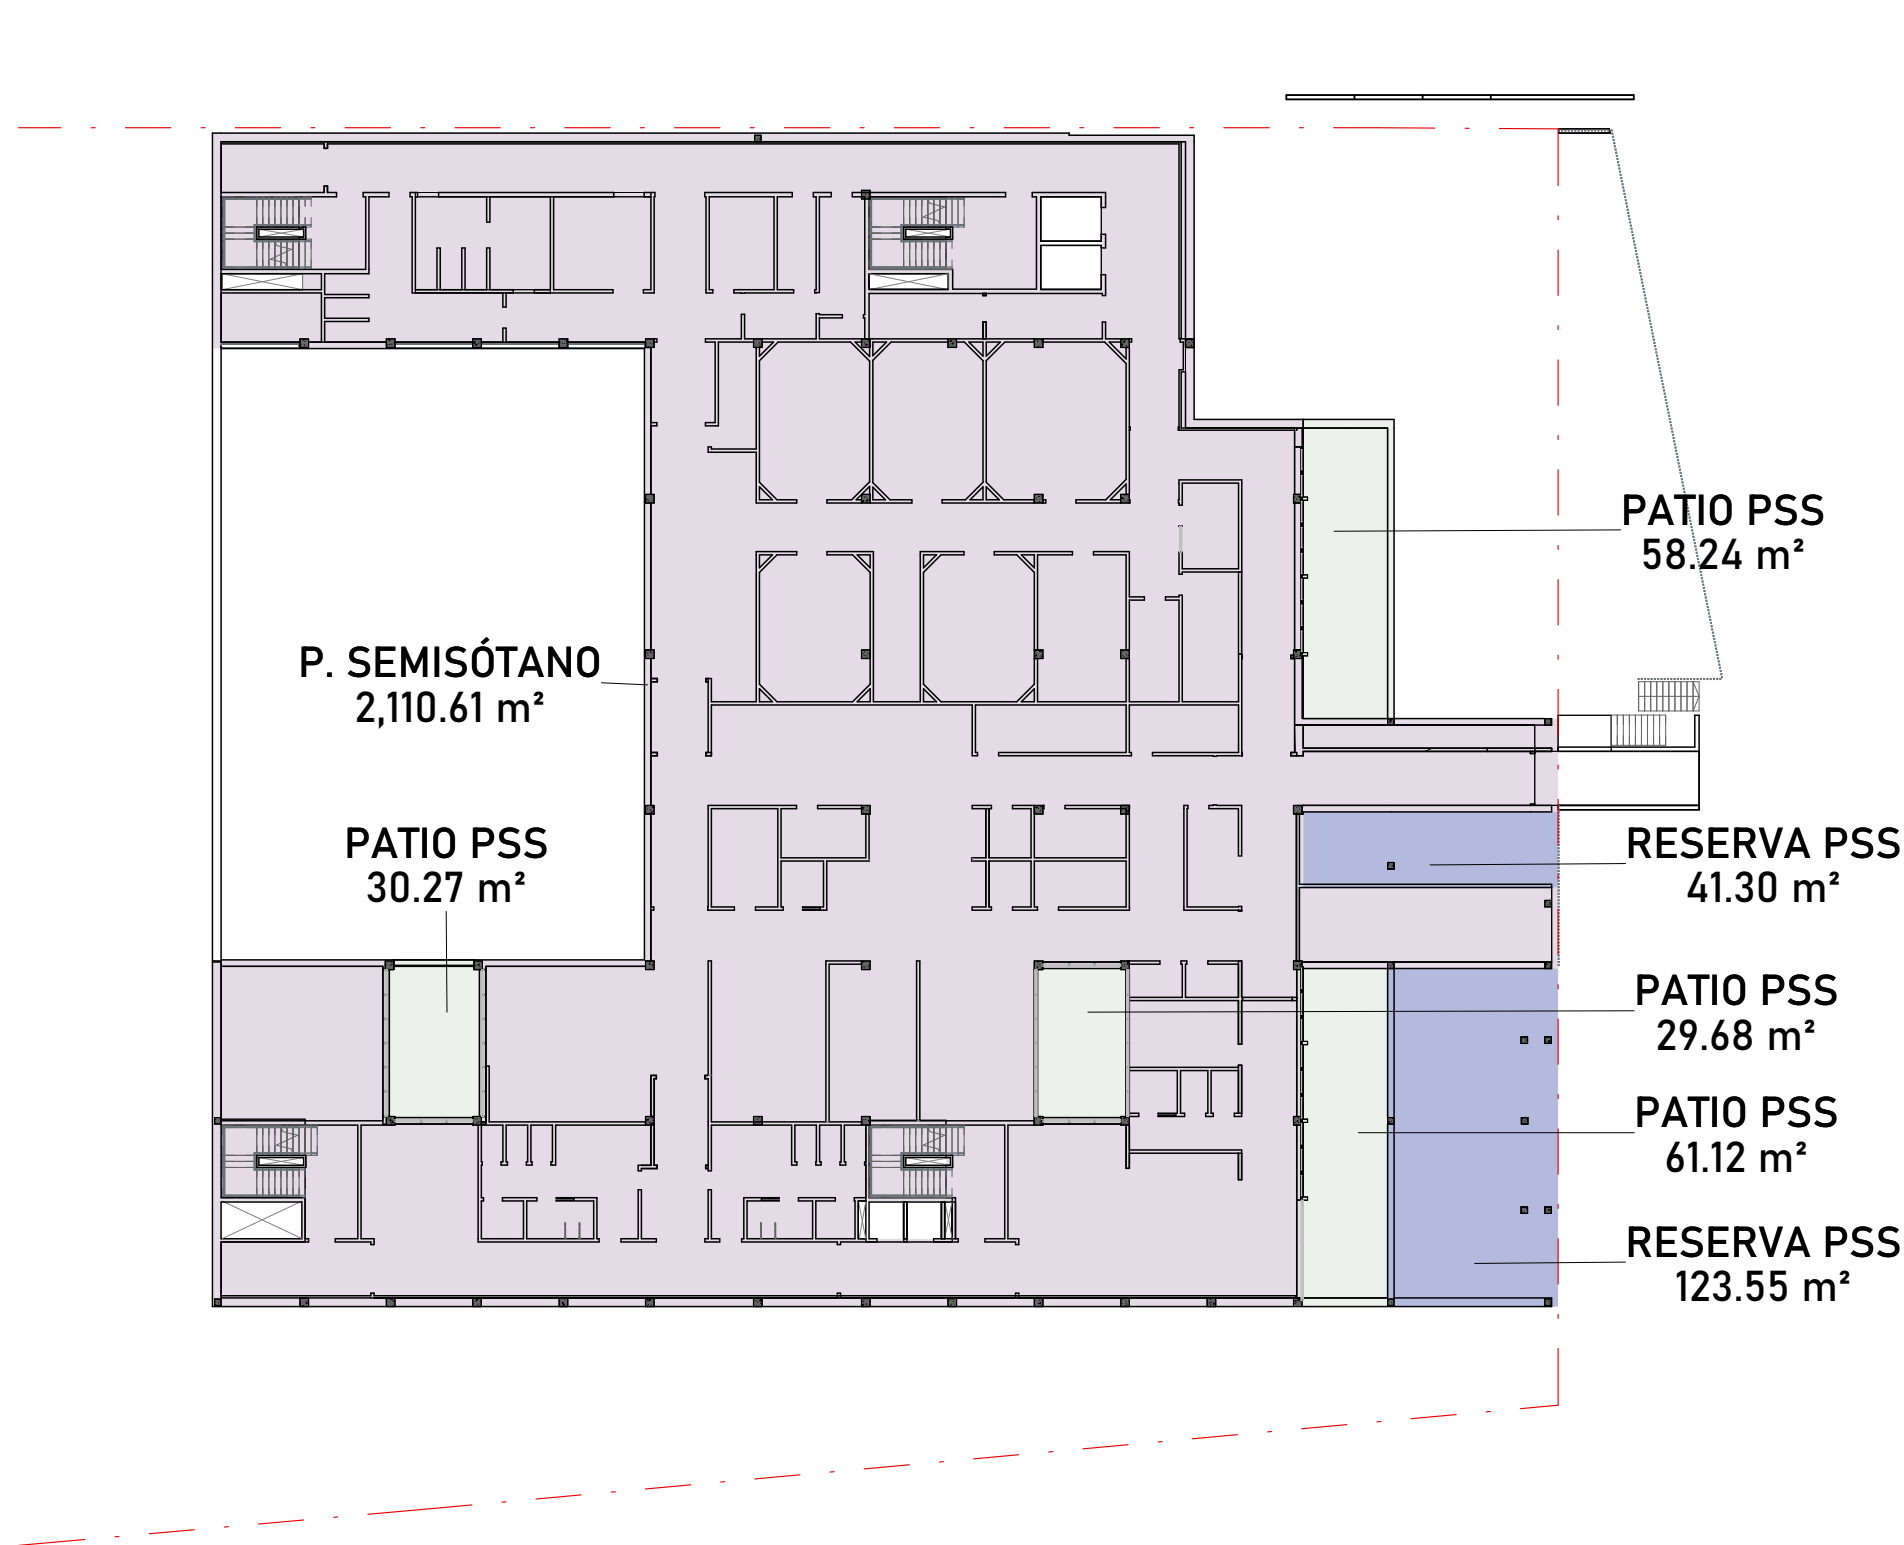 PATIO PSS
58.24 m²
P. SEMISÓTANO
2,110.61 m²
PATIO PSS
30.27 m²
RESERVA PSS
41.30 m²
PATIO PSS
29.68 m²
PATIO PSS
61.12 m²
RESERVA PSS
123.55 m²